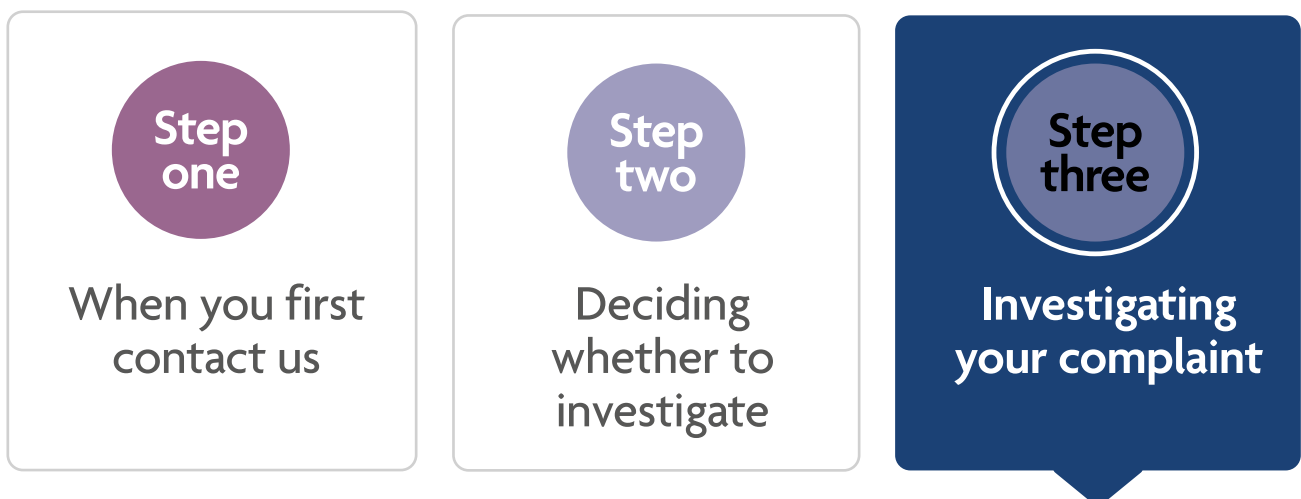 Step
one
When you first
contact us
Step
two
Deciding
whether to
investigate
Step
three
Investigating
your complaint